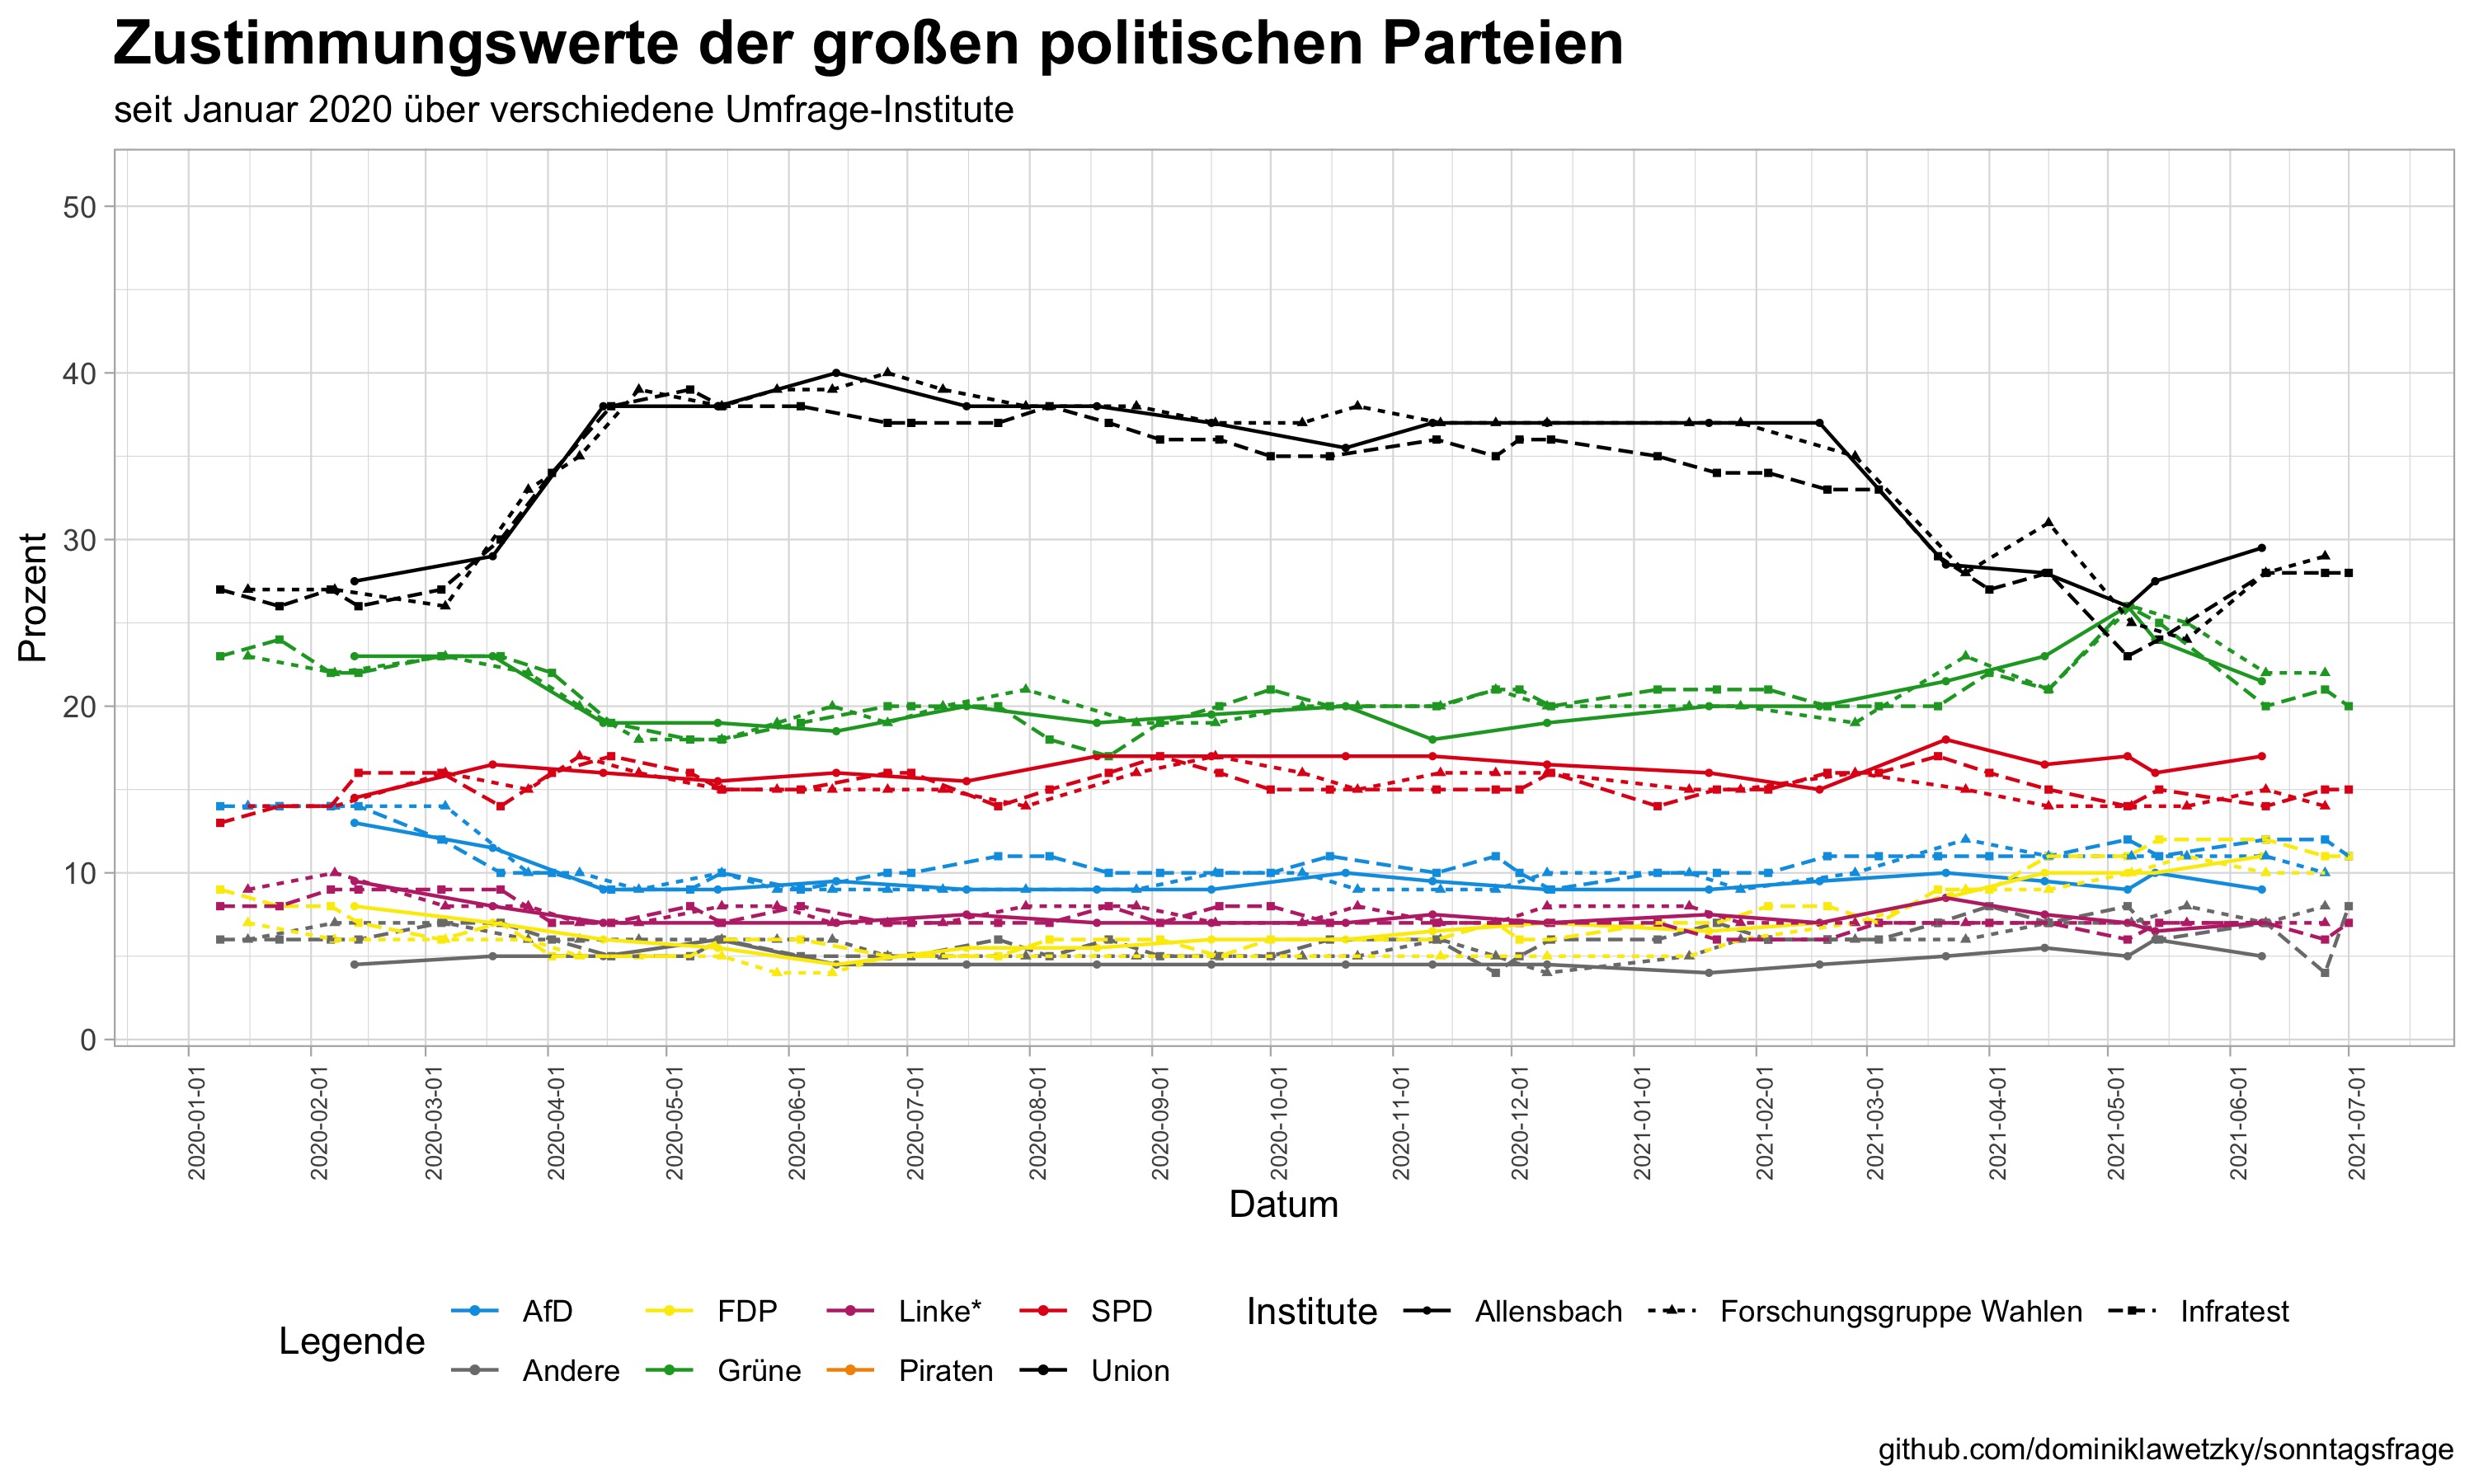 Zustimmungswerte der großen politischen Parteien
seit Januar 2020 über verschiedene Umfrage-Institute
Prozent
50
40
30
20
10
0
2020-01-01
2020-02-01
2020-03-01
2020-04-01
2020-05-01
2020-06-01
2020-07-01
2020-08-01
2020-09-01
2020-10-01
2020-11-01
2020-12-01
2021-01-01
2021-02-01
2021-03-01
2021-04-01
2021-05-01
2021-06-01
2021-07-01
Datum
Legende
AfD
FDP
Linke*
SPD
Andere
Grüne
Piraten
Union
Institute
Allensbach
Forschungsgruppe Wahlen
Infratest
github.com/dominiklawetzky/sonntagsfrage